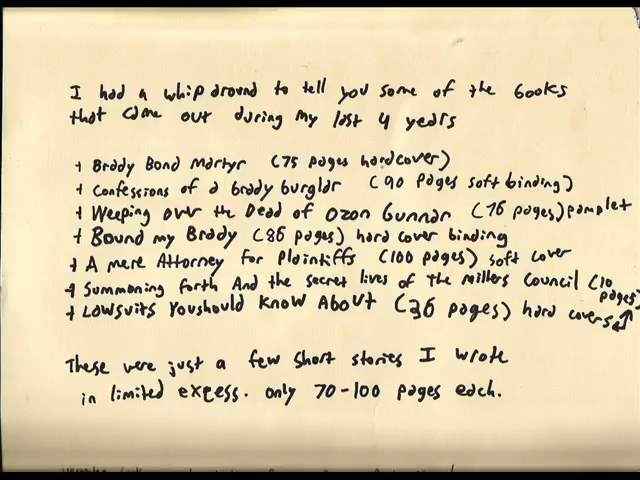 I had a whip around to tell you some of the books
that came out during my last 4 years
+ Brady Bond Martyr (75 pages hardcover)
+ Confessions of a brady burglar (90 pages soft binding)
+ Weeping over the Dead of Ozon Gunnar (76 pages) pamplet
+ Bound my Brady (86 pages) hard cover binding
+ A mere Attorney for Plaintiffs (100 pages) soft cover
+ Summoning forth And the secret lives of The Millers Council (10
pages)
+ Lawsuits Youshould Know About (36 pages) hard covers
These were just a few short stories I wrote
in limited excess. only 70-100 pages each.